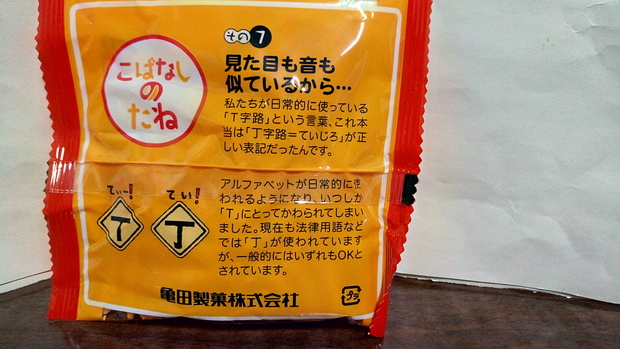 こばなし
の
たね
その7
見た目も音も
似ているから…
私たちが日常的に使っている
「T字路」という言葉、これ本
当は「丁字路=ていじろ」が正
しい表記だったんです。
アルファベットが日常的に使
われるようになり、いつしか
「T」にとってかわられてしまい
ました。現在も法律用語など
では「丁」が使われています
が、一般的にはいずれもOKと
されています。
てぃー!
T
てい!
丁
亀田製菓株式会社
プラ